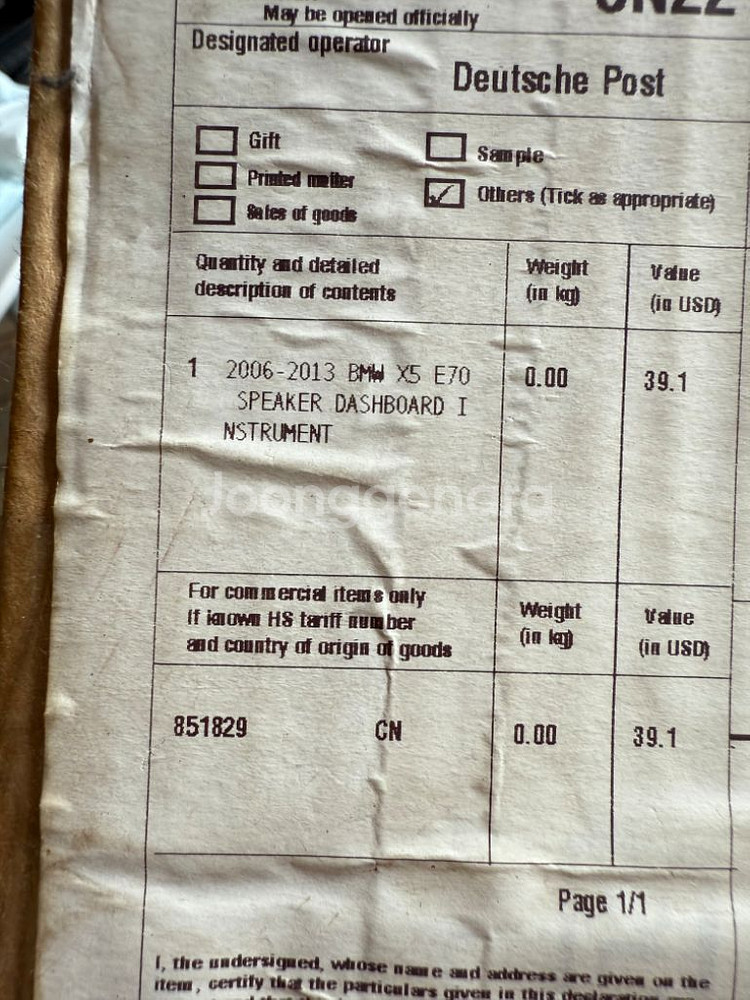 CN22
May be opened officially
Designated operator
Deutsche Post
Gift
Sample
Printed matter
Others (Tick as appropriate)
Sales of goods
Quantity and detailed
description of contents
Weight
(in kg)
Value
(in USD)
1 2006-2013 BMW X5 E70
SPEAKER DASHBOARD I
NSTRUMENT
0.00
39.1
Joonggonara
For commercial items only
If known HS tariff number
and country of origin of goods
Weight
(in kg)
Value
(in USD)
851829 CN 0.00 39.1
Page 1/1
I, the undersigned, whose name and address are given on the
item, certify that the particulars given in this declaration